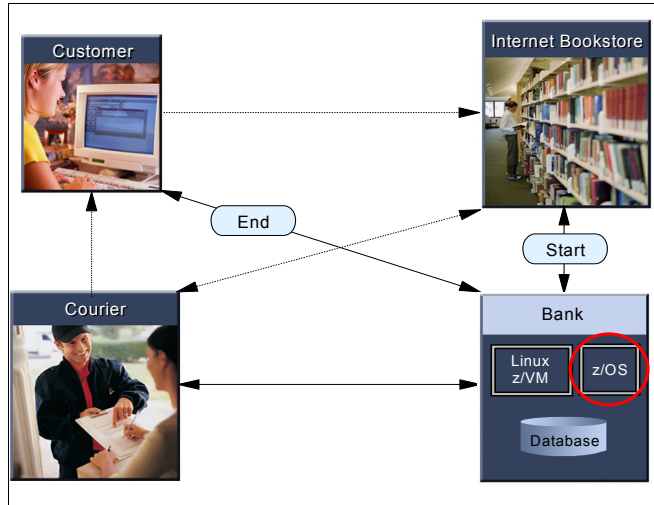 Customer
Internet Bookstore
End
Start
Courier
Bank
Linux
z/VM
z/OS
Database